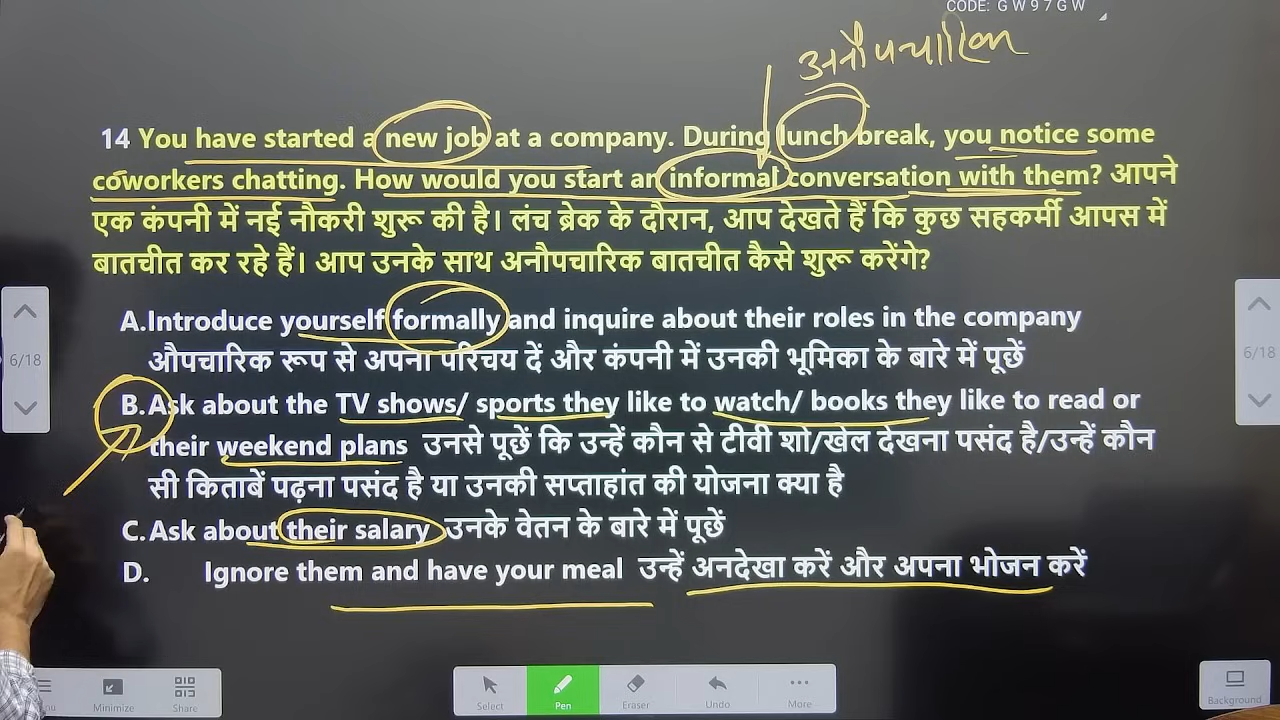 CODE: G W 9 7 G W
अनौपचारिक
14 You have started a new job at a company. During lunch break, you notice some
coworkers chatting. How would you start an informal conversation with them? आपने
एक कंपनी में नई नौकरी शुरू की है। लंच ब्रेक के दौरान, आप देखते हैं कि कुछ सहकर्मी आपस में
बातचीत कर रहे हैं। आप उनके साथ अनौपचारिक बातचीत कैसे शुरू करेंगे?
A.Introduce yourself formally and inquire about their roles in the company
औपचारिक रूप से अपना परिचय दें और कंपनी में उनकी भूमिका के बारे में पूछें
6/18
6/18
B.Ask about the TV shows/ sports they like to watch/ books they like to read or
their weekend plans उनसे पूछें कि उन्हें कौन से टीवी शो/खेल देखना पसंद है/उन्हें कौन
सी किताबें पढ़ना पसंद है या उनकी सप्ताहांत की योजना क्या है
C.Ask about their salary उनके वेतन के बारे में पूछें
D. Ignore them and have your meal उन्हें अनदेखा करें और अपना भोजन करें
Minimize Share Select Pen Eraser Undo More Background